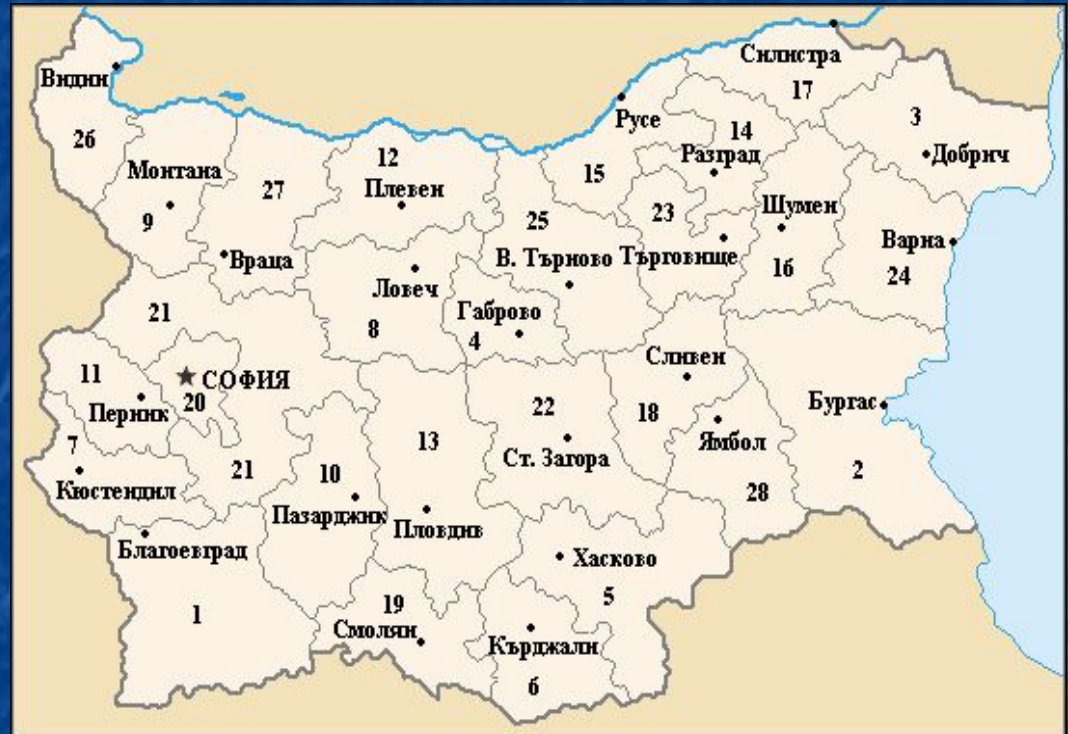 Видин
26
Монтана
9
27
Враца
12
Плевен
Ловеч
8
25
В. Търново
Габрово
4
Русе
15
Силистра
17
14
Разград
23
Търговище
Шумен
16
3
Добрич
Варна
24
21
11
Перник
СОФИЯ
20
7
Кюстендил
21
10
Пазарджик
13
Пловдив
22
Ст. Загора
Сливен
18
Ямбол
28
Бургас
2
Благоевград
1
19
Смолян
Хасково
5
Кърджали
6